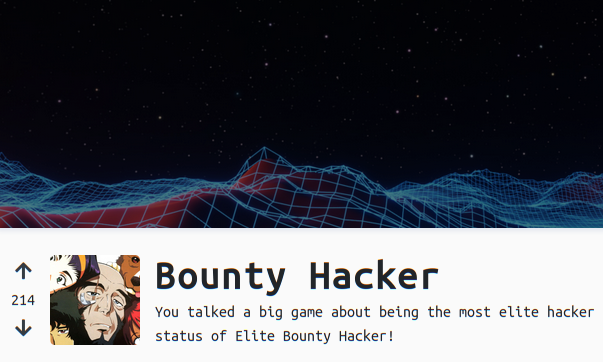 Bounty Hacker
214
You talked a big game about being the most elite hacker
status of Elite Bounty Hacker!